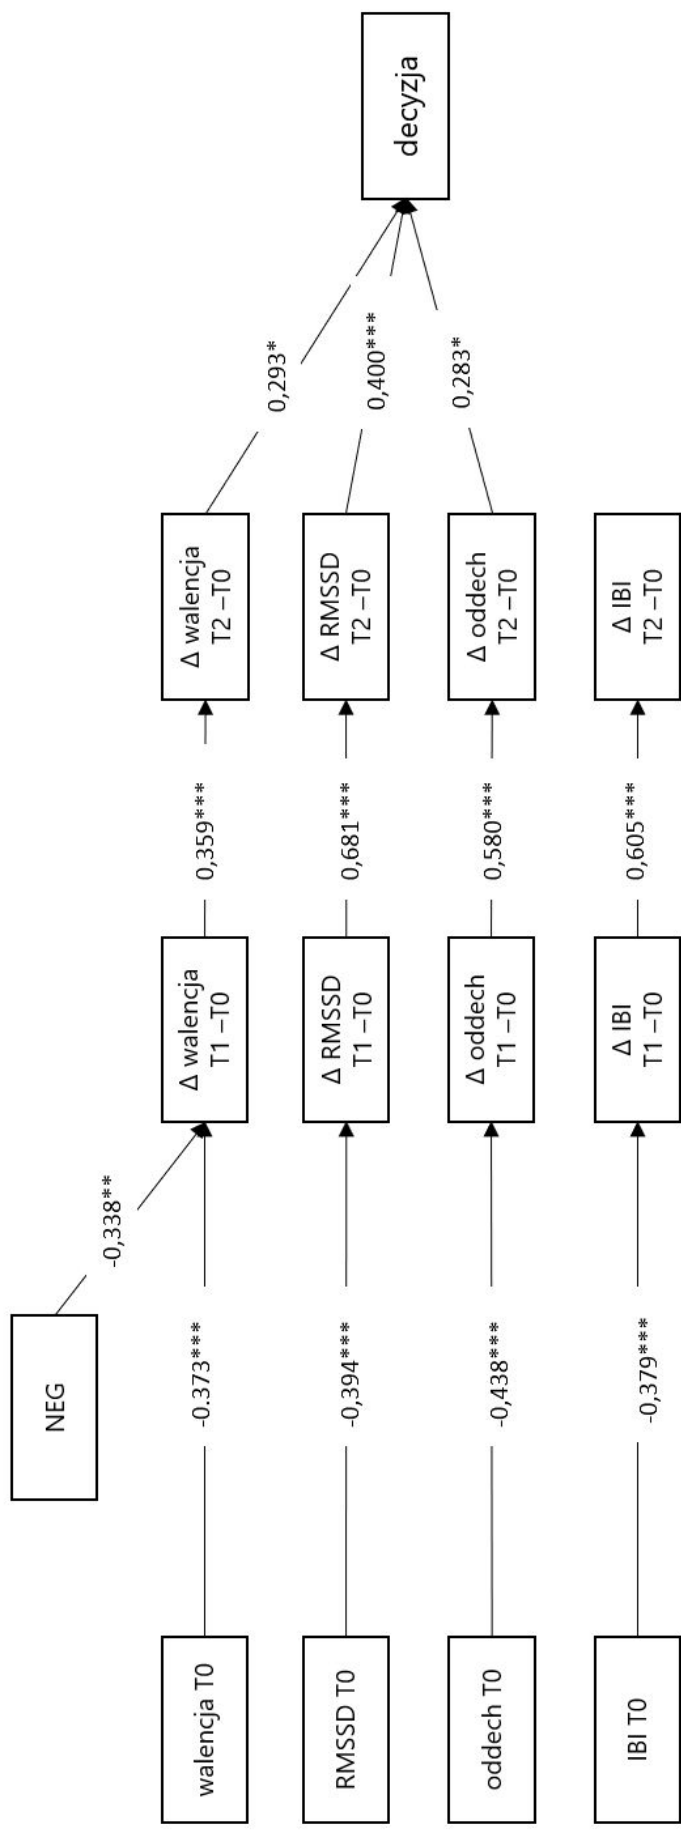 NEG
-0,338**
walencja T0
-0.373***
Δ walencja
T1 –T0
0,359***
Δ walencja
T2 –T0
0,293*
RMSSD T0
-0,394***
Δ RMSSD
T1 –T0
0,681***
Δ RMSSD
T2 –T0
0,400***
decyzja
oddech T0
-0,438***
Δ oddech
T1 –T0
0,580***
Δ oddech
T2 –T0
0,283*
IBI T0
-0,379***
Δ IBI
T1 –T0
0,605***
Δ IBI
T2 –T0